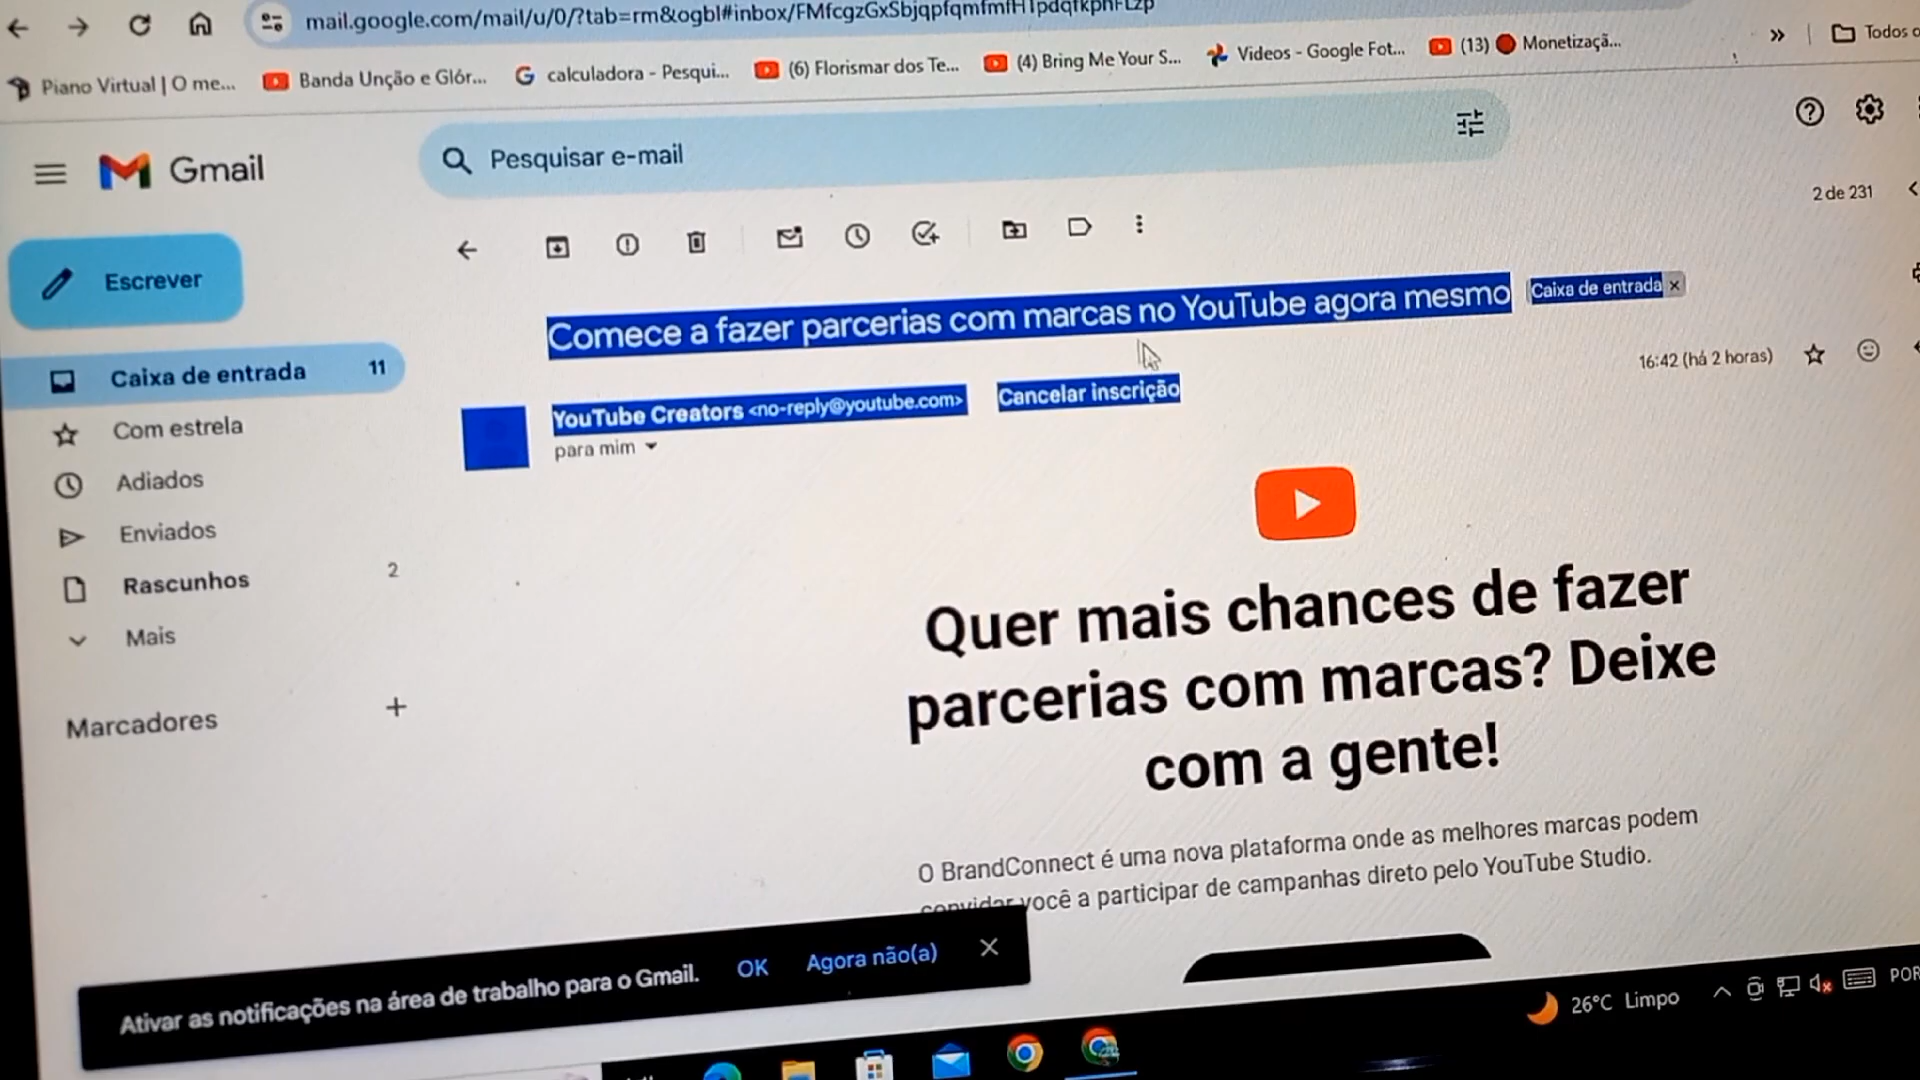 mail.google.com/mail/u/0/?tab=rm&ogbl#inbox/
Piano Virtual | O me... Banda Unção e Glór... calculadora - Pesqui... (6) Florismar dos Te... (4) Bring Me Your S... Videos - Google Fot... (13) Monetizaçã... » Todos
Gmail
Pesquisar e-mail
2 de 231
Escrever
Comece a fazer parcerias com marcas no YouTube agora mesmo Caixa de entrada ×
Caixa de entrada 11
YouTube Creators <no-reply@youtube.com> Cancelar inscrição 16:42 (há 2 horas)
para mim
Com estrela
Adiados
Enviados
Rascunhos 2
Mais
Marcadores +
Quer mais chances de fazer
parcerias com marcas? Deixe
com a gente!
O BrandConnect é uma nova plataforma onde as melhores marcas podem
convidar você a participar de campanhas direto pelo YouTube Studio.
Ativar as notificações na área de trabalho para o Gmail. OK Agora não(a)
26°C Limpo POR